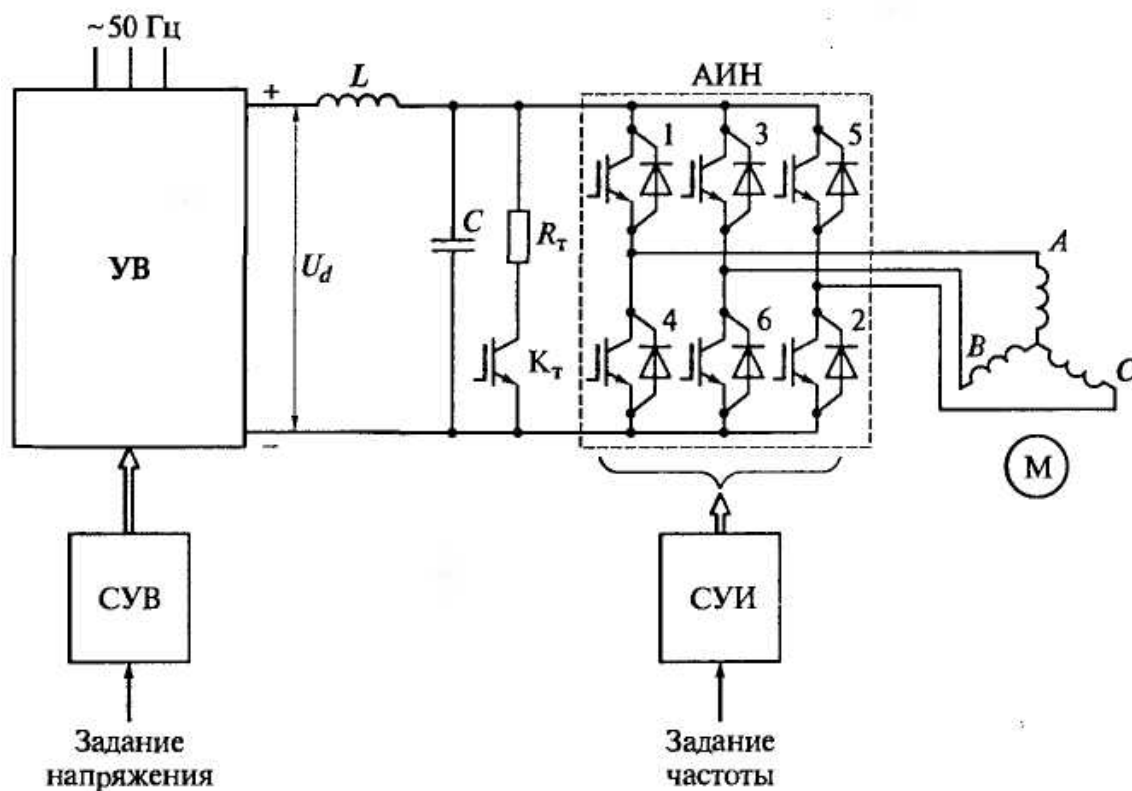 ~50 Гц
АИН
+
L
1
3
5
C
Rт
УВ
Ud
A
4
6
2
B
Kт
C
−
М
СУВ
СУИ
Задание
напряжения
Задание
частоты